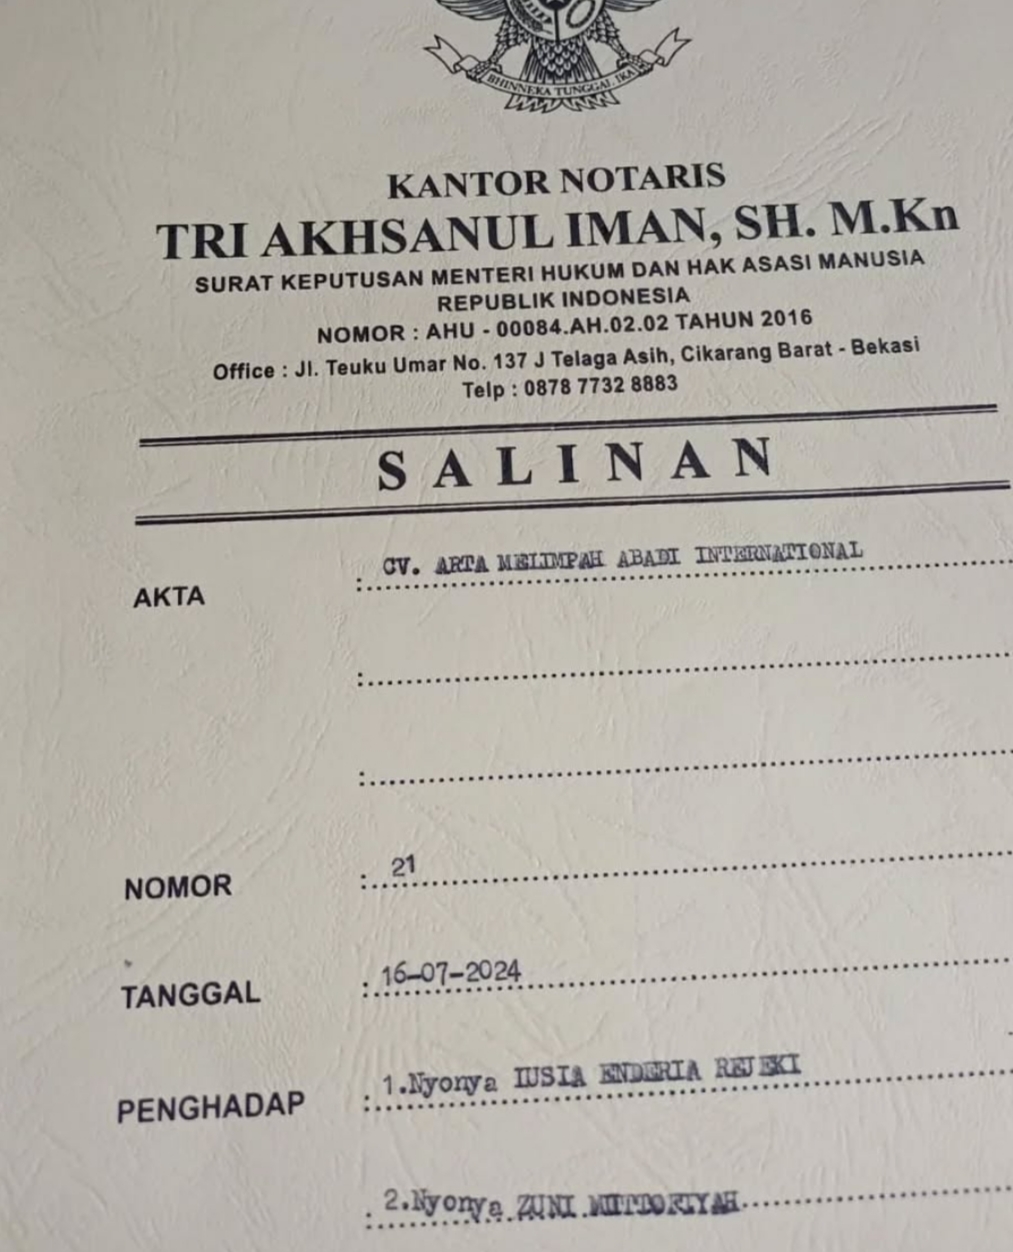 BHINNEKA TUNGGAL IKA
KANTOR NOTARIS
TRI AKHSANUL IMAN, SH. M.Kn
SURAT KEPUTUSAN MENTERI HUKUM DAN HAK ASASI MANUSIA
REPUBLIK INDONESIA
NOMOR : AHU - 00084.AH.02.02 TAHUN 2016
Office : Jl. Teuku Umar No. 137 J Telaga Asih, Cikarang Barat - Bekasi
Telp : 0878 7732 8883
SALINAN
AKTA : CV. ARTA MELIMPAH ABADI INTERNATIONAL
:
:
NOMOR : 21
TANGGAL : 16-07-2024
PENGHADAP : 1.Nyonya ENDERIA REJEKI
: 2.Nyonya ZUNI